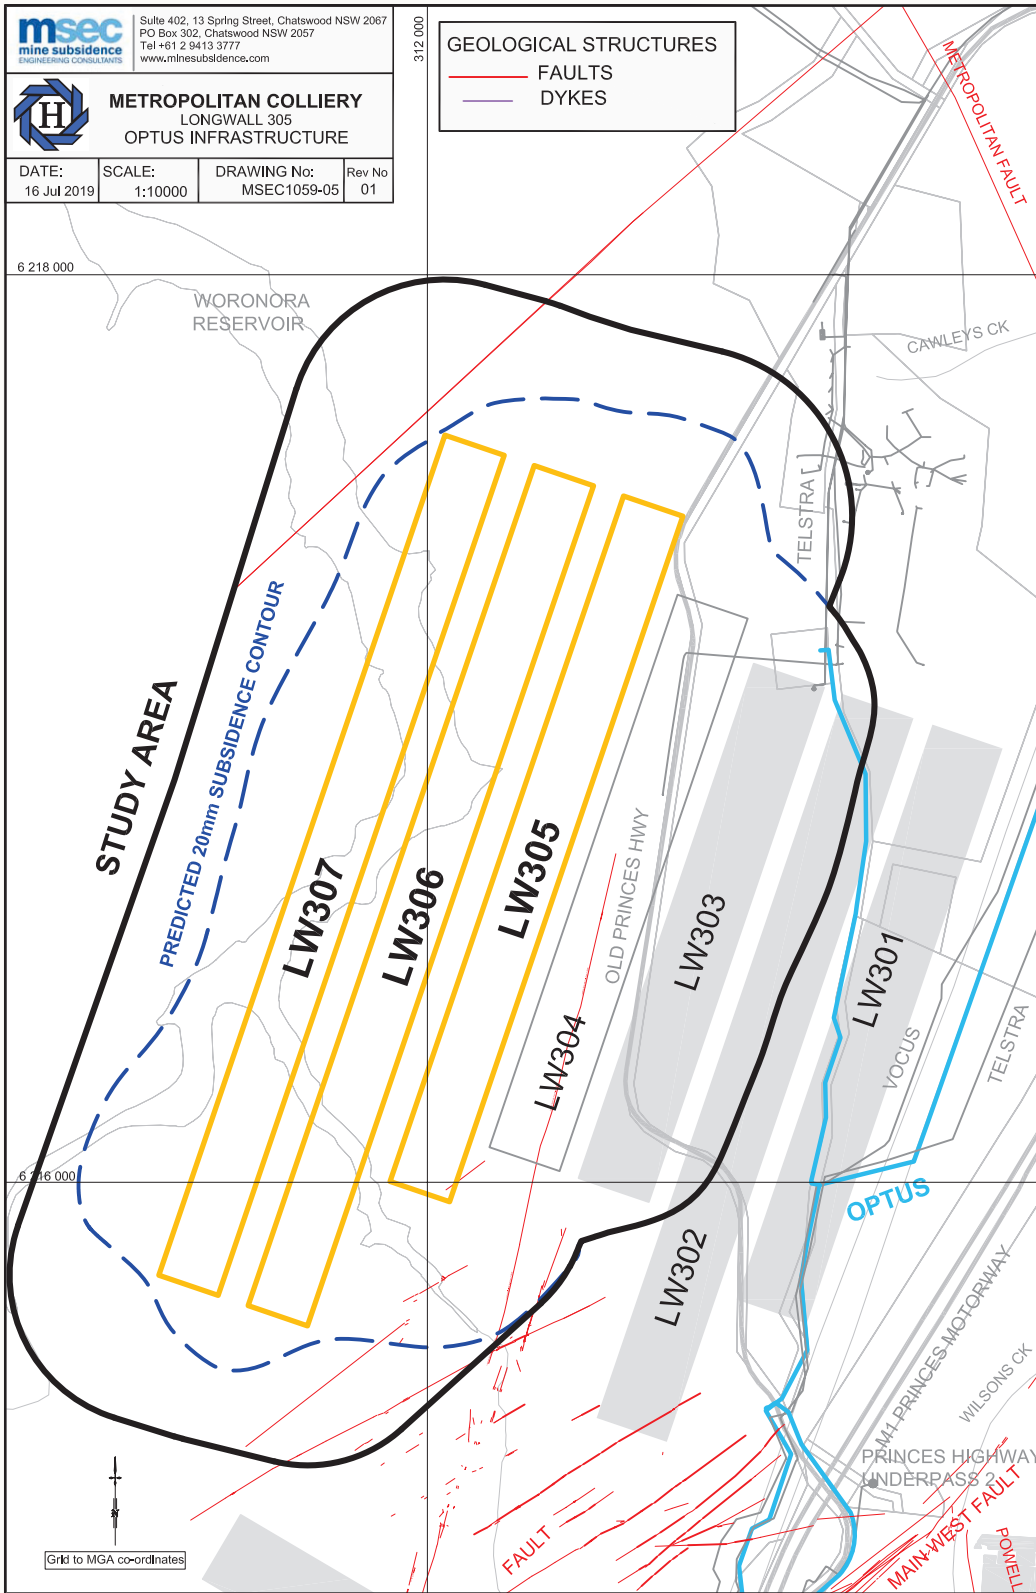 msec
mine subsidence
ENGINEERING CONSULTANTS
Suite 402, 13 Spring Street, Chatswood NSW 2067
PO Box 302, Chatswood NSW 2057
Tel +61 2 9413 3777
www.minesubsidence.com
H
METROPOLITAN COLLIERY
LONGWALL 305
OPTUS INFRASTRUCTURE
DATE:
16 Jul 2019
SCALE:
1:10000
DRAWING No:
MSEC1059-05
Rev No
01
312 000
GEOLOGICAL STRUCTURES
FAULTS
DYKES
METROPOLITAN FAULT
6 218 000
WORONORA
RESERVOIR
CAWLEYS CK
TELSTRA
PREDICTED 20mm SUBSIDENCE CONTOUR
STUDY AREA
LW307
LW306
LW305
OLD PRINCES HWY
LW304
LW303
LW301
VOCUS
TELSTRA
6 216 000
OPTUS
LW302
M1 PRINCES MOTORWAY
WILSONS CK
PRINCES HIGHWAY
UNDERPASS 2
FAULT
MAIN WEST FAULT
POWELL
N
Grid to MGA co-ordinates